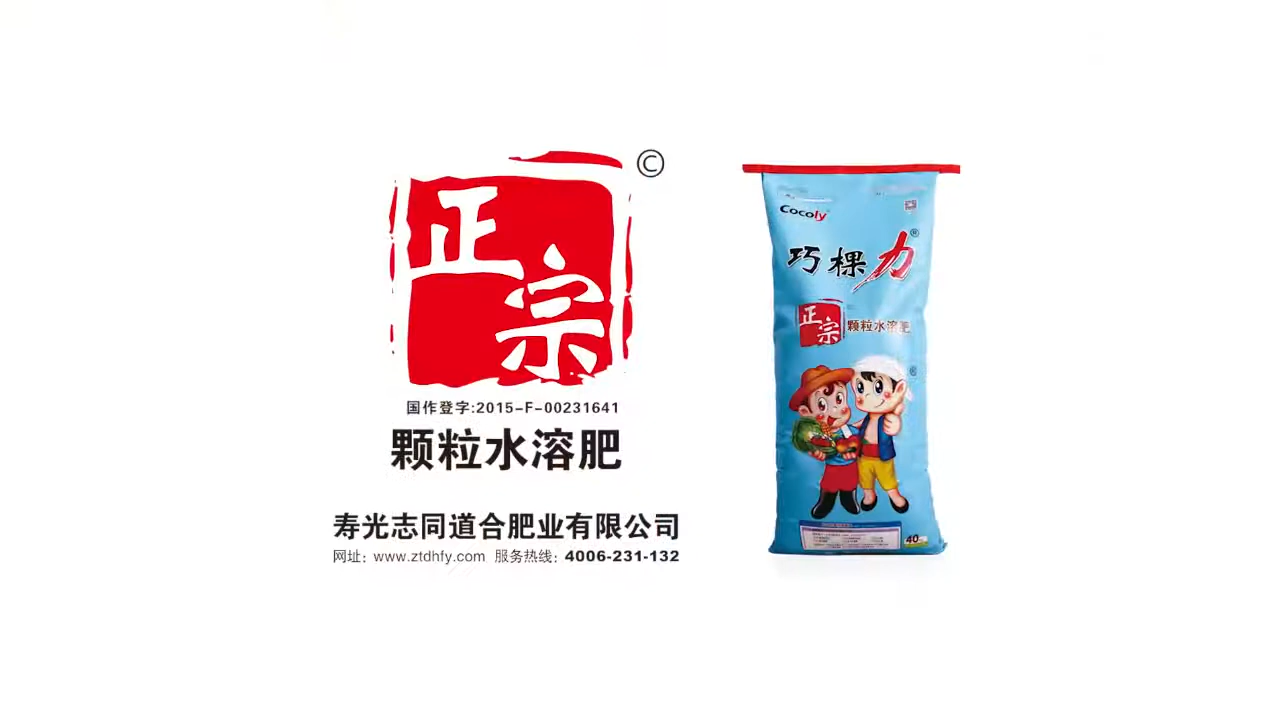 ©
正宗
国作登字:2015-F-00231641
颗粒水溶肥
寿光志同道合肥业有限公司
网址: www.ztdhfy.com 服务热线: 4006-231-132
Cocoly
巧棵力®
正宗 颗粒水溶肥
40